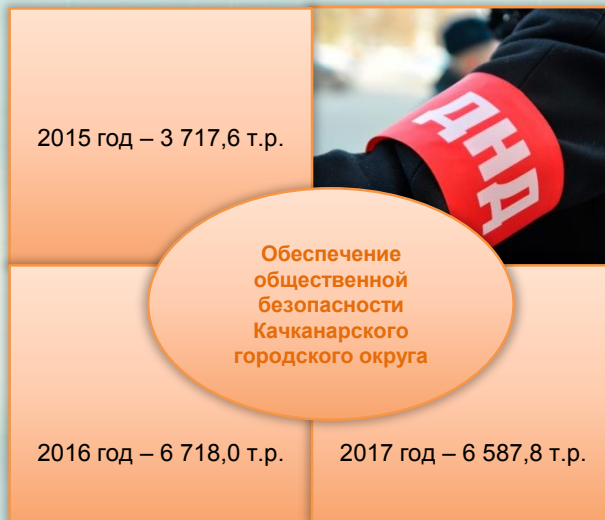 2015 год – 3 717,6 т.р.
ДНД
Обеспечение
общественной
безопасности
Качканарского
городского округа
2016 год – 6 718,0 т.р.
2017 год – 6 587,8 т.р.